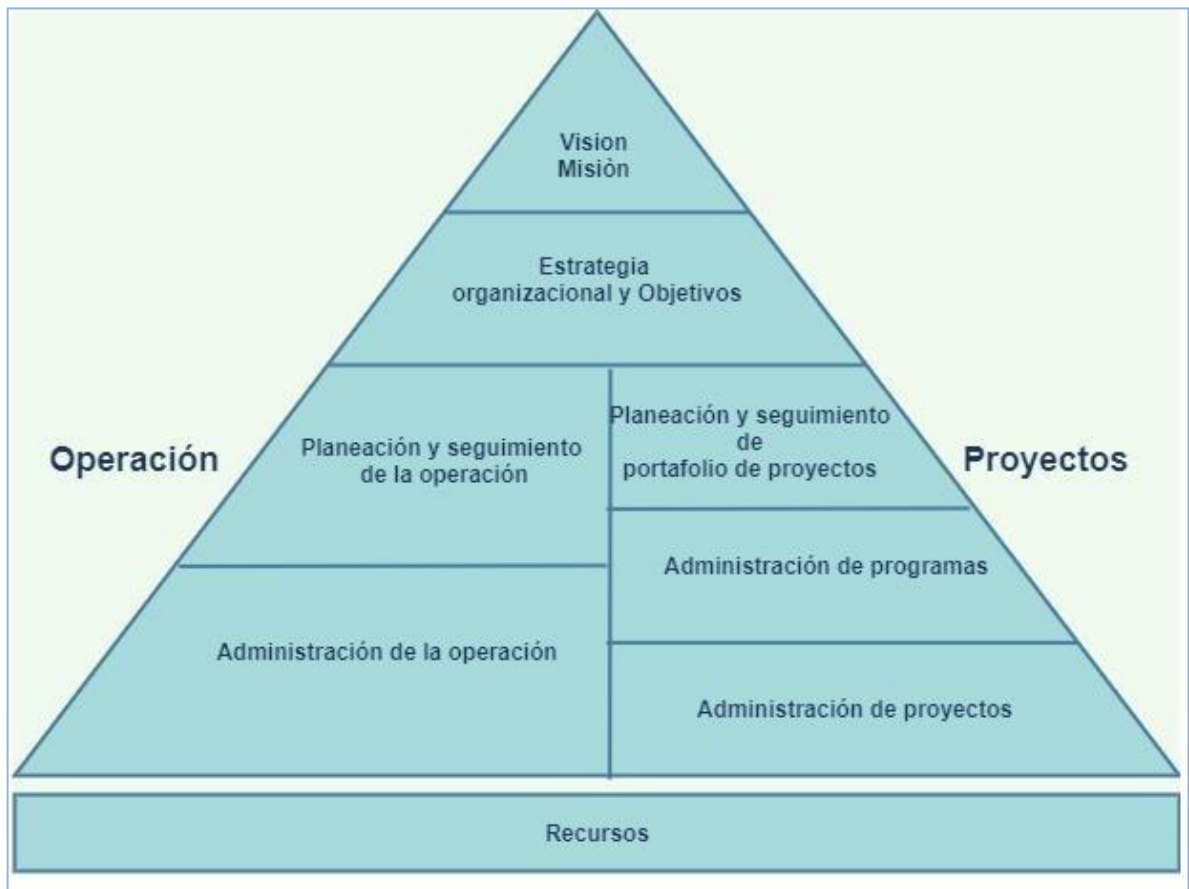 Vision
Misiòn
Estrategia
organizacional y Objetivos
Operación
Planeación y seguimiento
de la operación
Planeación y seguimiento
de
portafolio de proyectos
Proyectos
Administración de programas
Administración de la operación
Administración de proyectos
Recursos